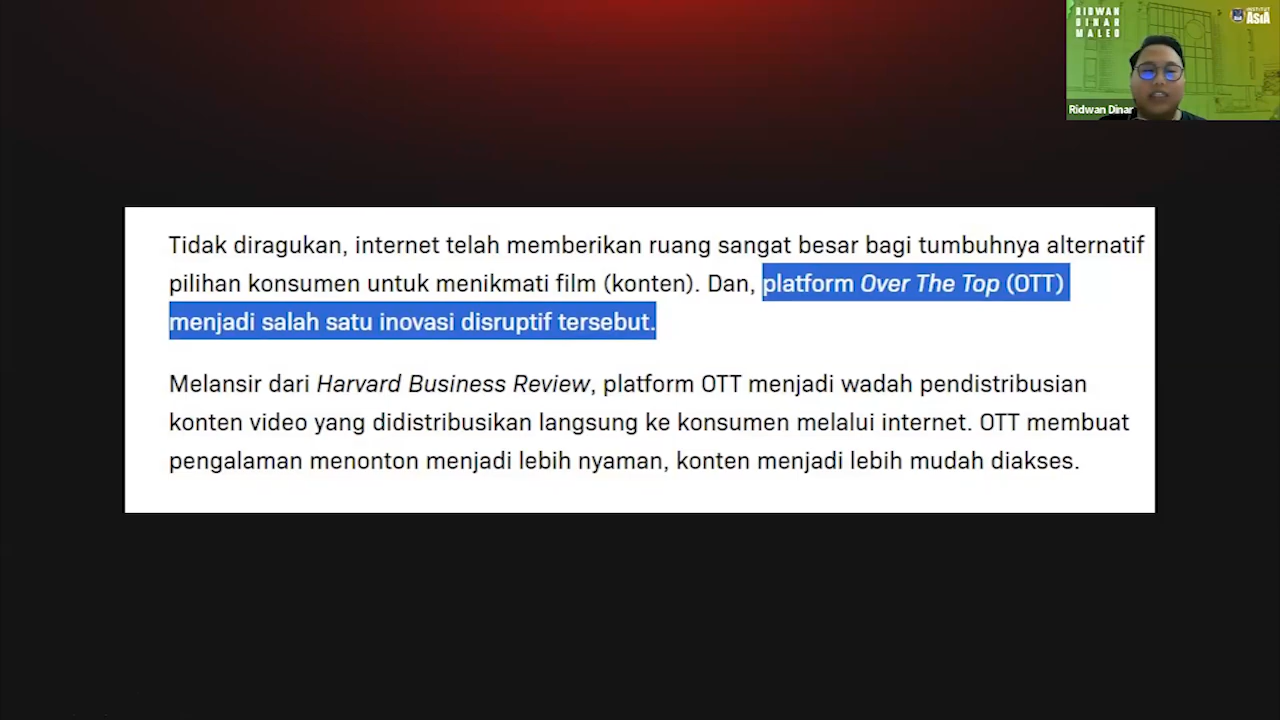 RIDWAN
DINAR
MALEO
INSTITUT
ASIA
Ridwan Dinar
Tidak diragukan, internet telah memberikan ruang sangat besar bagi tumbuhnya alternatif
pilihan konsumen untuk menikmati film (konten). Dan, platform Over The Top (OTT)
menjadi salah satu inovasi disruptif tersebut.
Melansir dari Harvard Business Review, platform OTT menjadi wadah pendistribusian
konten video yang didistribusikan langsung ke konsumen melalui internet. OTT membuat
pengalaman menonton menjadi lebih nyaman, konten menjadi lebih mudah diakses.